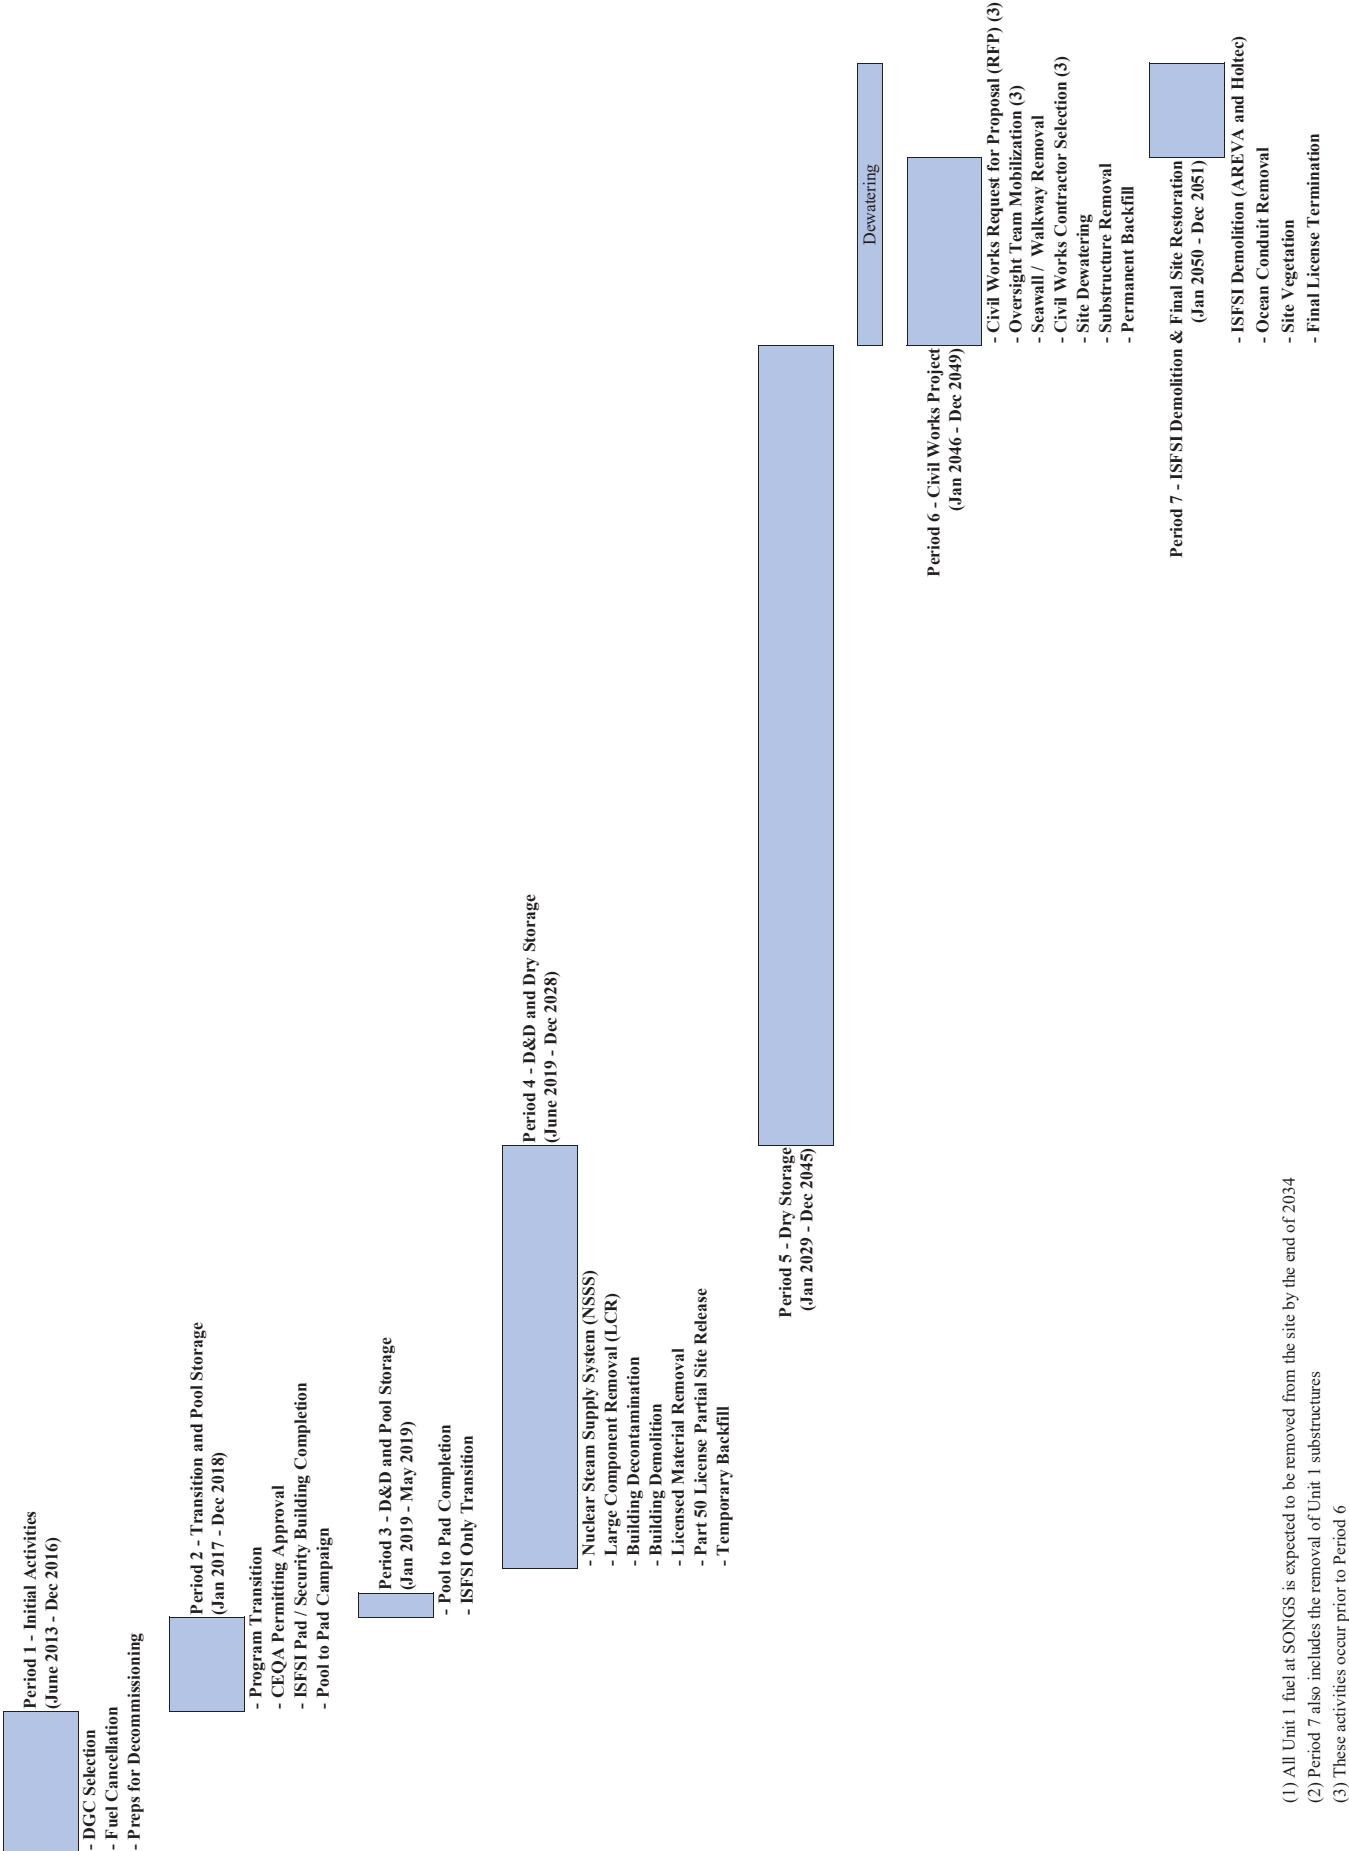 Period 1 - Initial Activities
(June 2013 - Dec 2016)
- DGC Selection
- Fuel Cancellation
- Preps for Decommissioning
Period 2 - Transition and Pool Storage
(Jan 2017 - Dec 2018)
- Program Transition
- CEQA Permitting Approval
- ISFSI Pad / Security Building Completion
- Pool to Pad Campaign
Period 3 - D&D and Pool Storage
(Jan 2019 - May 2019)
- Pool to Pad Completion
- ISFSI Only Transition
Period 4 - D&D and Dry Storage
(June 2019 - Dec 2028)
- Nuclear Steam Supply System (NSSS)
- Large Component Removal (LCR)
- Building Decontamination
- Building Demolition
- Licensed Material Removal
- Part 50 License Partial Site Release
- Temporary Backfill
Period 5 - Dry Storage
(Jan 2029 - Dec 2045)
Dewatering
Period 6 - Civil Works Project
(Jan 2046 - Dec 2049)
- Civil Works Request for Proposal (RFP) (3)
- Oversight Team Mobilization (3)
- Seawall / Walkway Removal
- Civil Works Contractor Selection (3)
- Site Dewatering
- Substructure Removal
- Permanent Backfill
Period 7 - ISFSI Demolition & Final Site Restoration
(Jan 2050 - Dec 2051)
- ISFSI Demolition (AREVA and Holtec)
- Ocean Conduit Removal
- Site Vegetation
- Final License Termination
(1) All Unit 1 fuel at SONGS is expected to be removed from the site by the end of 2034
(2) Period 7 also includes the removal of Unit 1 substructures
(3) These activities occur prior to Period 6